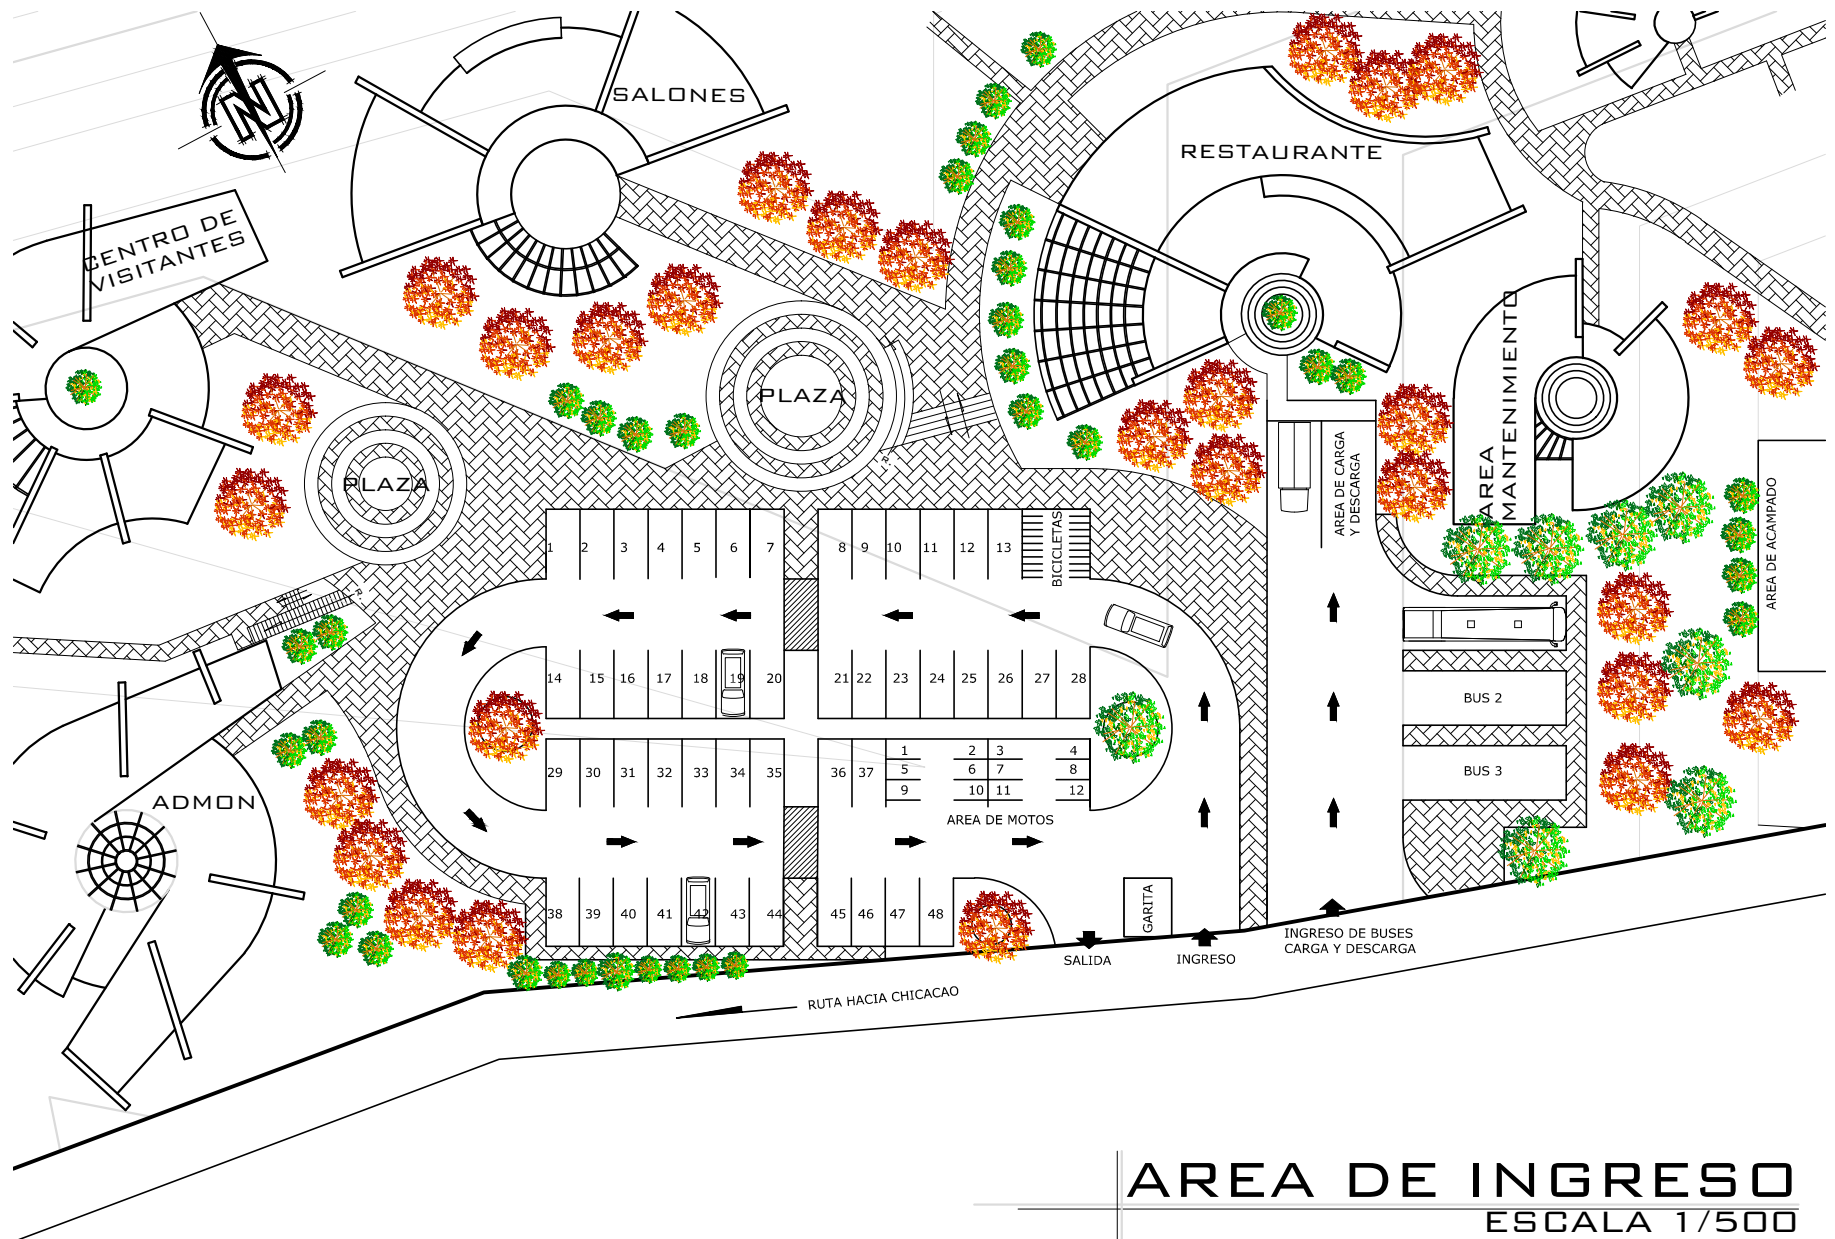 N
SALONES
RESTAURANTE
CENTRO DE
VISITANTES
AREA
MANTENIMIENTO
PLAZA
PLAZA
R.
R.
AREA DE CARGA
Y DESCARGA
AREA DE ACAMPADO
BICICLETAS
1 2 3 4 5 6 7 8 9 10 11 12 13
14 15 16 17 18 19 20 21 22 23 24 25 26 27 28
BUS 2
BUS 3
29 30 31 32 33 34 35 36 37
1 2 3 4
5 6 7 8
9 10 11 12
AREA DE MOTOS
ADMON
38 39 40 41 42 43 44 45 46 47 48
GARITA
SALIDA
INGRESO
INGRESO DE BUSES
CARGA Y DESCARGA
RUTA HACIA CHICACAO
AREA DE INGRESO
ESCALA 1/500